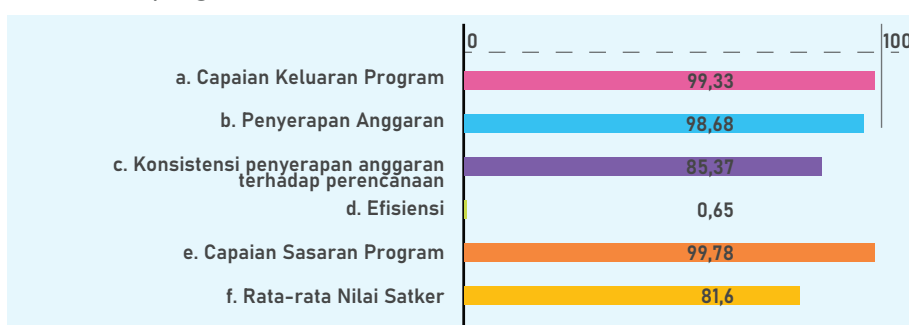 0
100
a. Capaian Keluaran Program
99,33
b. Penyerapan Anggaran
98,68
c. Konsistensi penyerapan anggaran
terhadap perencanaan
85,37
d. Efisiensi
0,65
e. Capaian Sasaran Program
99,78
f. Rata-rata Nilai Satker
81,6